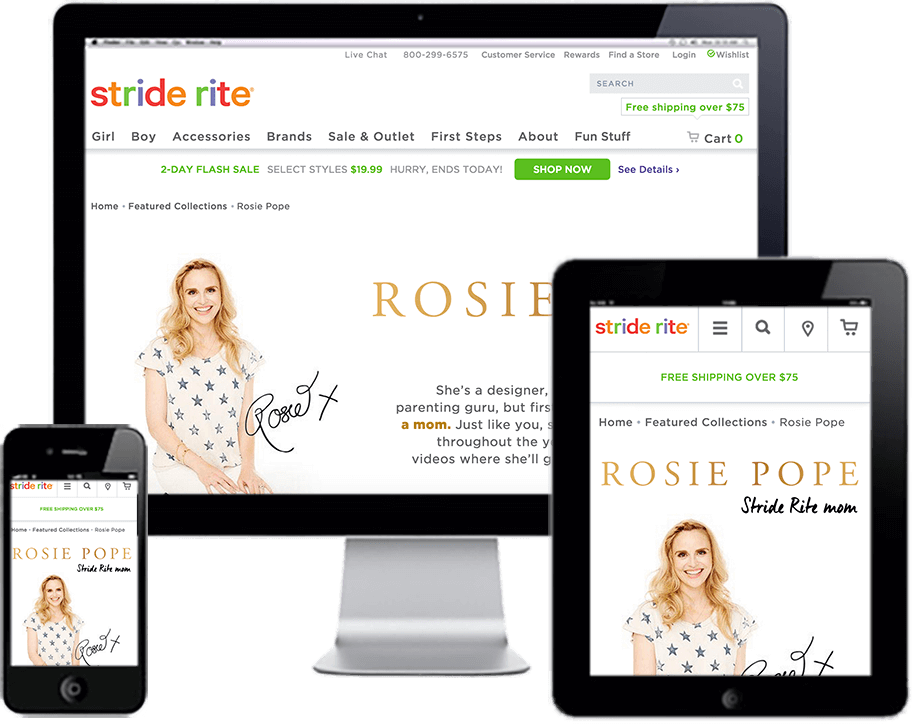 Live Chat 800-299-6575 Customer Service Rewards Find a Store Login Wishlist
stride rite
SEARCH
Free shipping over $75
Girl Boy Accessories Brands Sale & Outlet First Steps About Fun Stuff Cart 0
2-DAY FLASH SALE SELECT STYLES $19.99 HURRY, ENDS TODAY! SHOP NOW See Details ›
Home • Featured Collections • Rosie Pope
ROSIE
Rosie x
She's a designer,
parenting guru, but firs
a mom. Just like you, s
throughout the ye
videos where she'll g
stride rite
FREE SHIPPING OVER $75
Home • Featured Collections • Rosie Pope
ROSIE POPE
Stride Rite mom
stride rite
FREE SHIPPING OVER $75
Home • Featured Collections • Rosie Pope
ROSIE POPE
Stride Rite mom
Rosie x